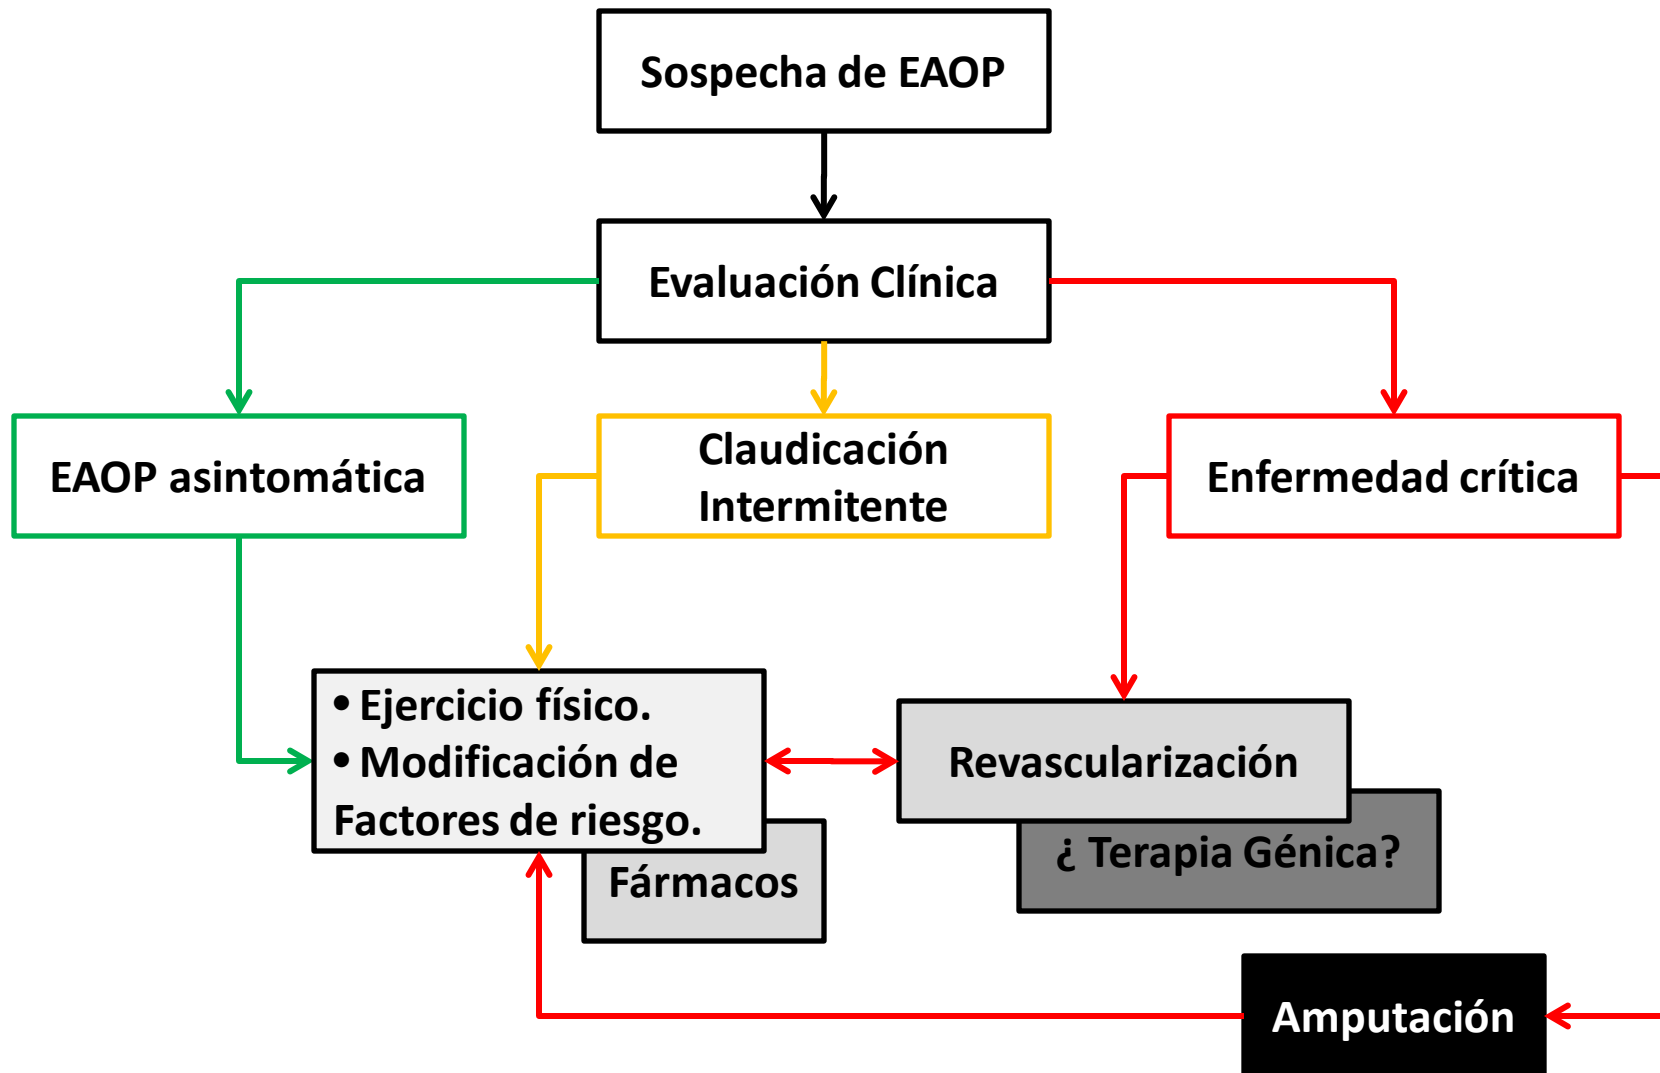 Sospecha de EAOP
Evaluación Clínica
EAOP asintomática
Claudicación
Intermitente
Enfermedad crítica
• Ejercicio físico.
• Modificación de
Factores de riesgo.
Fármacos
Revascularización
¿ Terapia Génica?
Amputación